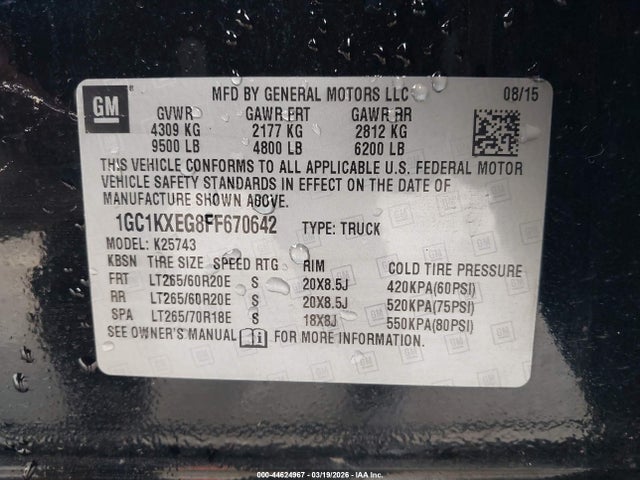 GM
MFD BY GENERAL MOTORS LLC 08/15
GVWR GAWR FRT GAWR RR
4309 KG 2177 KG 2812 KG
9500 LB 4800 LB 6200 LB
THIS VEHICLE CONFORMS TO ALL APPLICABLE U.S. FEDERAL MOTOR
VEHICLE SAFETY STANDARDS IN EFFECT ON THE DATE OF
MANUFACTURE SHOWN ABOVE.
1GC1KXEG8FF670642 TYPE: TRUCK
MODEL: K25743
KBSN TIRE SIZE SPEED RTG RIM COLD TIRE PRESSURE
FRT LT265/60R20E S 20X8.5J 420KPA(60PSI)
RR LT265/60R20E S 20X8.5J 520KPA(75PSI)
SPA LT265/70R18E S 18X8J 550KPA(80PSI)
SEE OWNER'S MANUAL FOR MORE INFORMATION.
000-44624967 - 03/19/2026 - IAA Inc.